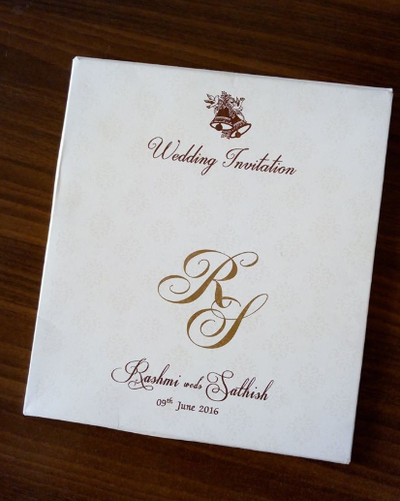 Wedding Invitation
RS
Rashmi weds Sathish
09th June 2016